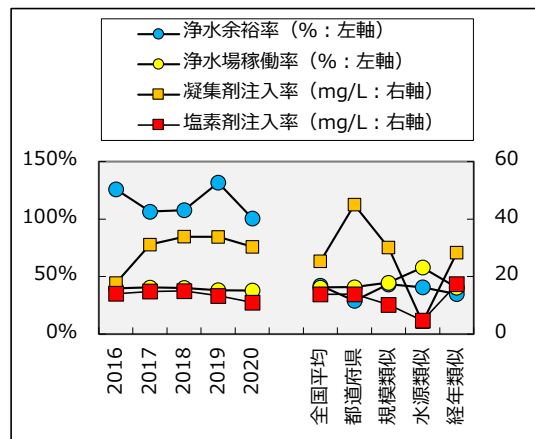 浄水余裕率（%：左軸）
浄水場稼働率（%：左軸）
凝集剤注入率（mg/L：右軸）
塩素剤注入率（mg/L：右軸）
150%
100%
50%
0%
60
40
20
0
2016
2017
2018
2019
2020
全国平均
都道府県
規模類似
水源類似
経年類似